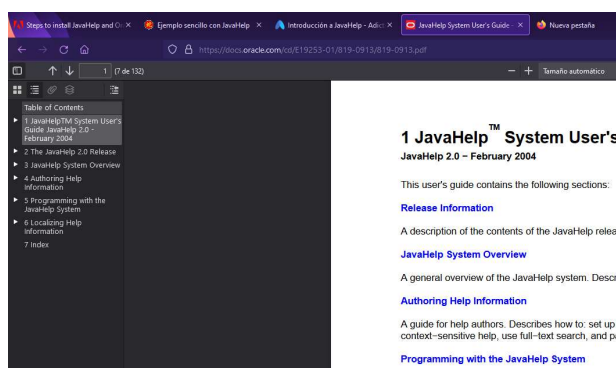 Steps to install JavaHelp and Or
Ejemplo sencillo con JavaHelp
Introducción a JavaHelp - Adict
JavaHelp System User's Guide -
Nueva pestaña
https://docs.oracle.com/cd/E19253-01/819-0913/819-0913.pdf
1 (7 de 132)
Tamaño automático
Table of Contents
1 JavaHelpTM System User's
Guide JavaHelp 2.0 -
February 2004
2 The JavaHelp 2.0 Release
3 JavaHelp System Overview
4 Authoring Help
Information
5 Programming with the
JavaHelp System
6 Localizing Help
Information
7 Index
1 JavaHelp™ System User's
JavaHelp 2.0 − February 2004
This user's guide contains the following sections:
Release Information
A description of the contents of the JavaHelp relea
JavaHelp System Overview
A general overview of the JavaHelp system. Descri
Authoring Help Information
A guide for help authors. Describes how to: set up
context−sensitive help, use full−text search, and pa
Programming with the JavaHelp System